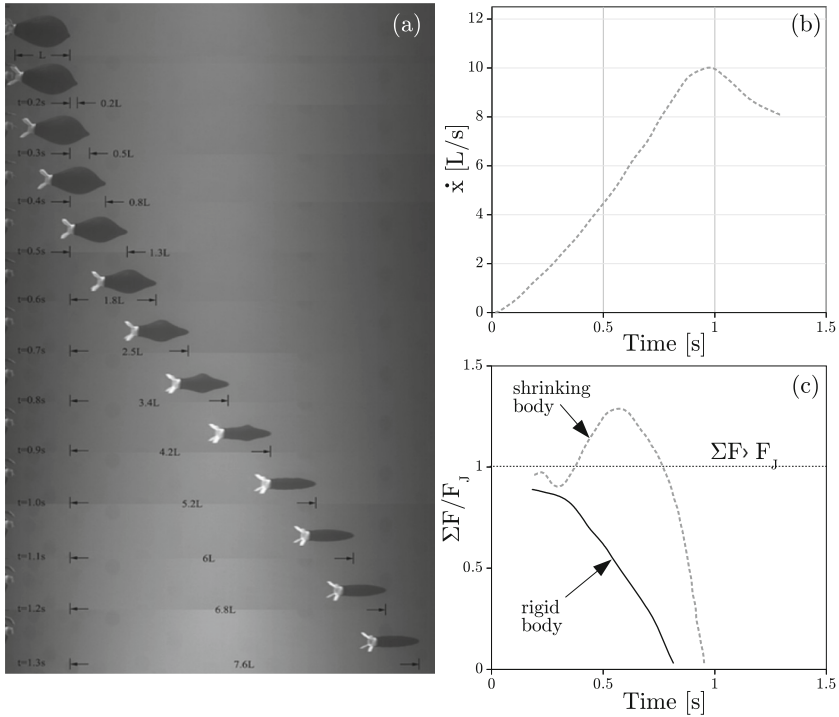 (a)
L
t=0.2s
0.2L
t=0.3s
0.5L
t=0.4s
0.8L
t=0.5s
1.3L
t=0.6s
1.8L
t=0.7s
2.5L
t=0.8s
3.4L
t=0.9s
4.2L
t=1.0s
5.2L
t=1.1s
6L
t=1.2s
6.8L
t=1.3s
7.6L
(b)
12
10
8
6
4
2
0
ẋ [L/s]
0
0.5
1
1.5
Time [s]
(c)
1.5
1
0.5
0
ΣF/F_J
shrinking
body
ΣF› F_J
rigid
body
0
0.5
1
1.5
Time [s]